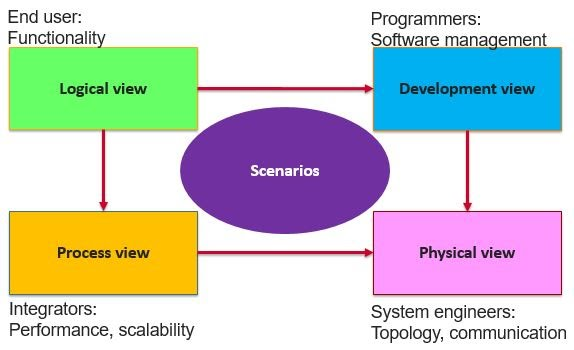 End user:
Functionality
Programmers:
Software management
Logical view
Development view
Scenarios
Process view
Physical view
Integrators:
Performance, scalability
System engineers:
Topology, communication